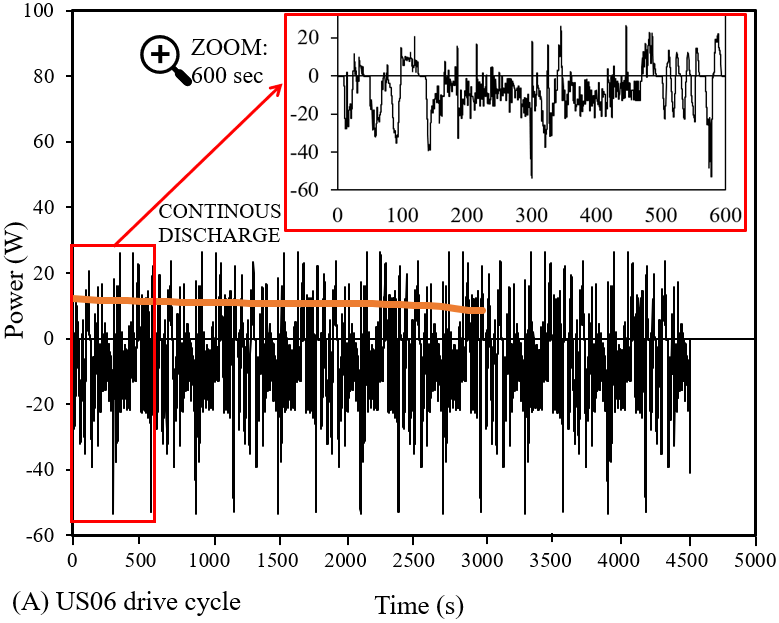 100
80
60
40
20
0
-20
-40
-60
Power (W)
ZOOM:
600 sec
CONTINOUS
DISCHARGE
20
0
-20
-40
-60
0 100 200 300 400 500 600
0 500 1000 1500 2000 2500 3000 3500 4000 4500 5000
(A) US06 drive cycle
Time (s)